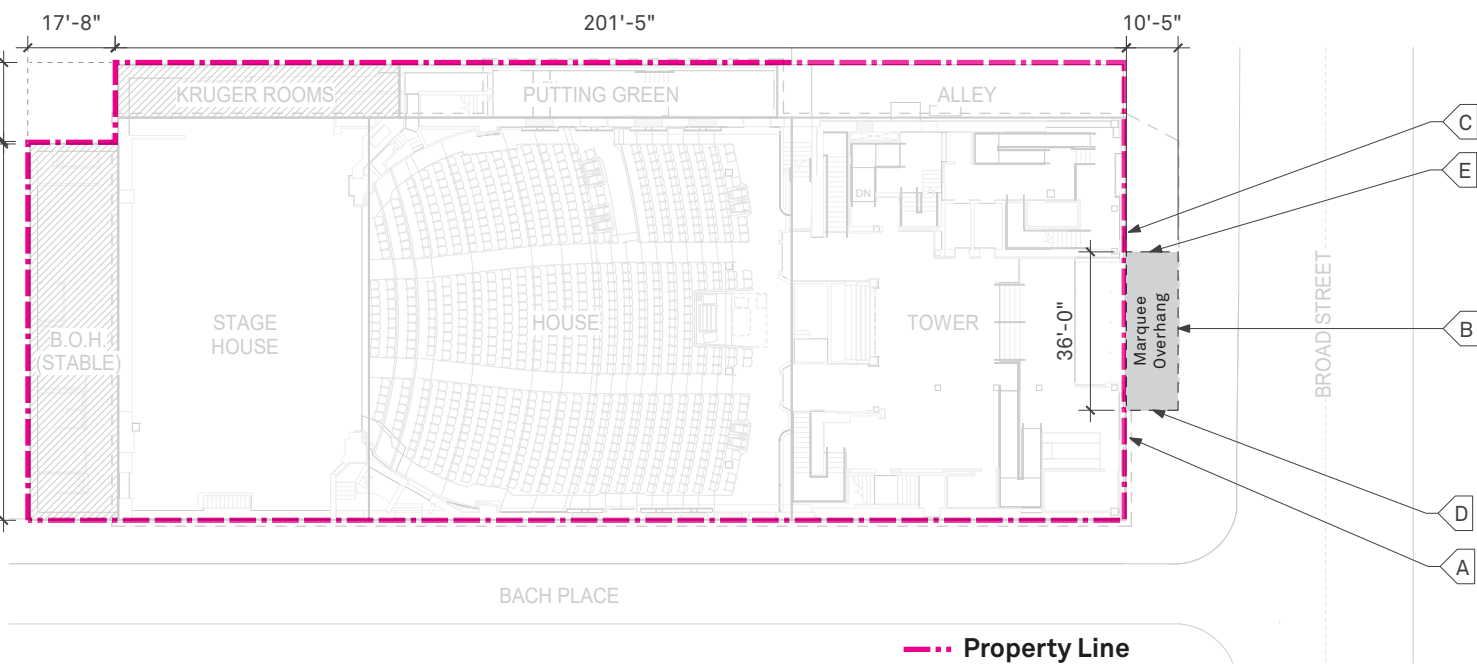 17'-8"
201'-5"
10'-5"
KRUGER ROOMS
PUTTING GREEN
ALLEY
C
E
DN
B.O.H.
(STABLE)
STAGE
HOUSE
HOUSE
TOWER
36'-0"
Marquee
Overhang
BROAD STREET
B
D
A
BACH PLACE
Property Line